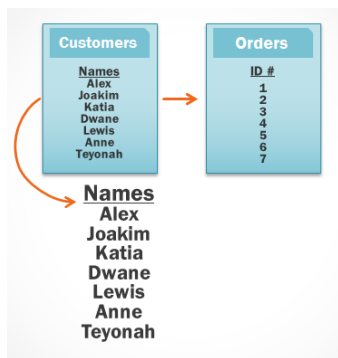 Customers
Names
Alex
Joakim
Katia
Dwane
Lewis
Anne
Teyonah
Orders
ID #
1
2
3
4
5
6
7
Names
Alex
Joakim
Katia
Dwane
Lewis
Anne
Teyonah